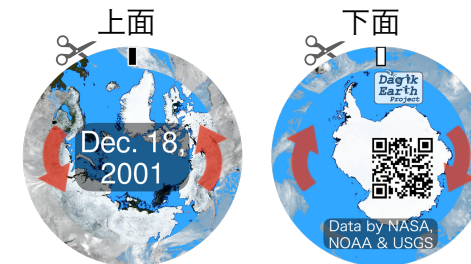 上面
下面
Dec. 18,
2001
Dagik
Earth
Project
Data by NASA,
NOAA & USGS